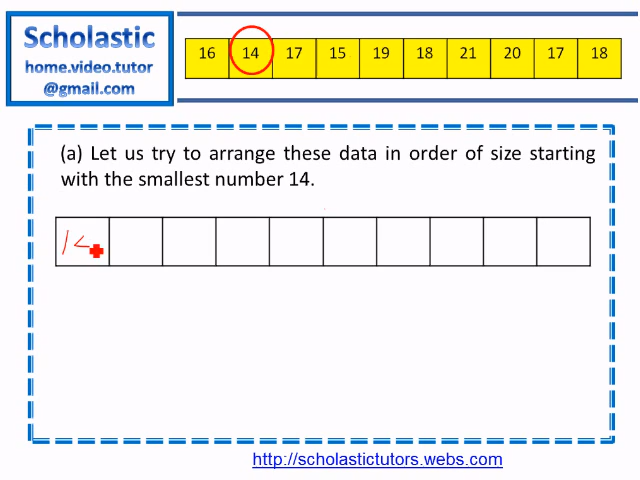 Scholastic
home.video.tutor
@gmail.com
16 14 17 15 19 18 21 20 17 18
(a) Let us try to arrange these data in order of size starting
with the smallest number 14.
http://scholastictutors.webs.com